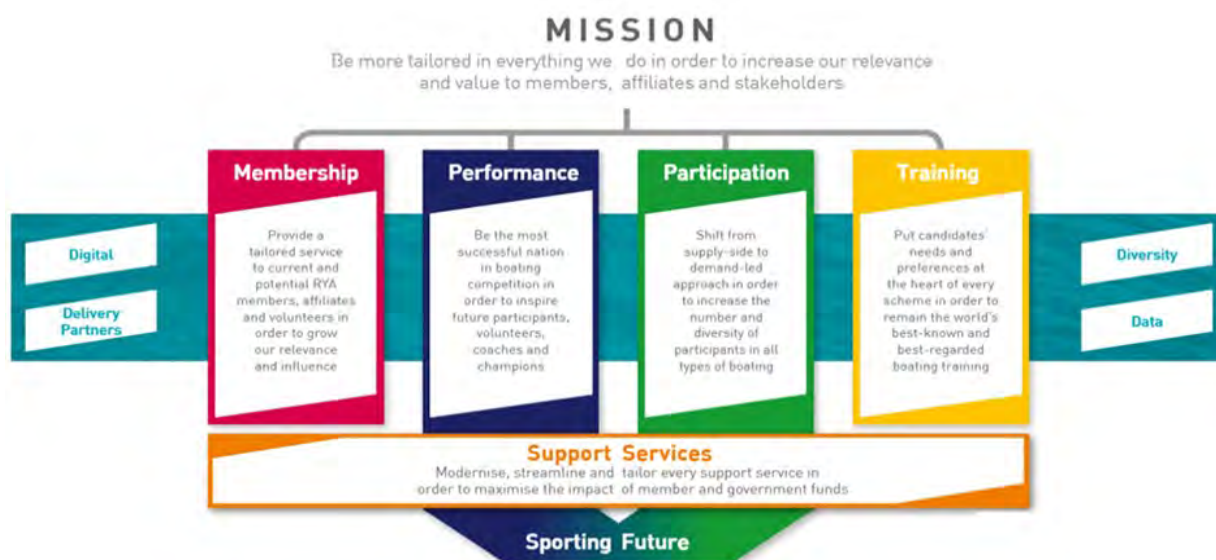 MISSION
Be more tailored in everything we do in order to increase our relevance
and value to members, affiliates and stakeholders
Membership
Provide a
tailored service
to current and
potential RYA
members, affiliates
and volunteers in
order to grow
our relevance
and influence
Performance
Be the most
successful nation
in boating
competition in
order to inspire
future participants,
volunteers,
coaches and
champions
Participation
Shift from
supply-side to
demand-led
approach in order
to increase the
number and
diversity of
participants in all
types of boating
Training
Put candidates'
needs and
preferences at
the heart of every
scheme in order to
remain the world's
best-known and
best-regarded
boating training
Digital
Delivery
Partners
Diversity
Data
Support Services
Modernise, streamline and tailor every support service in
order to maximise the impact of member and government funds
Sporting Future